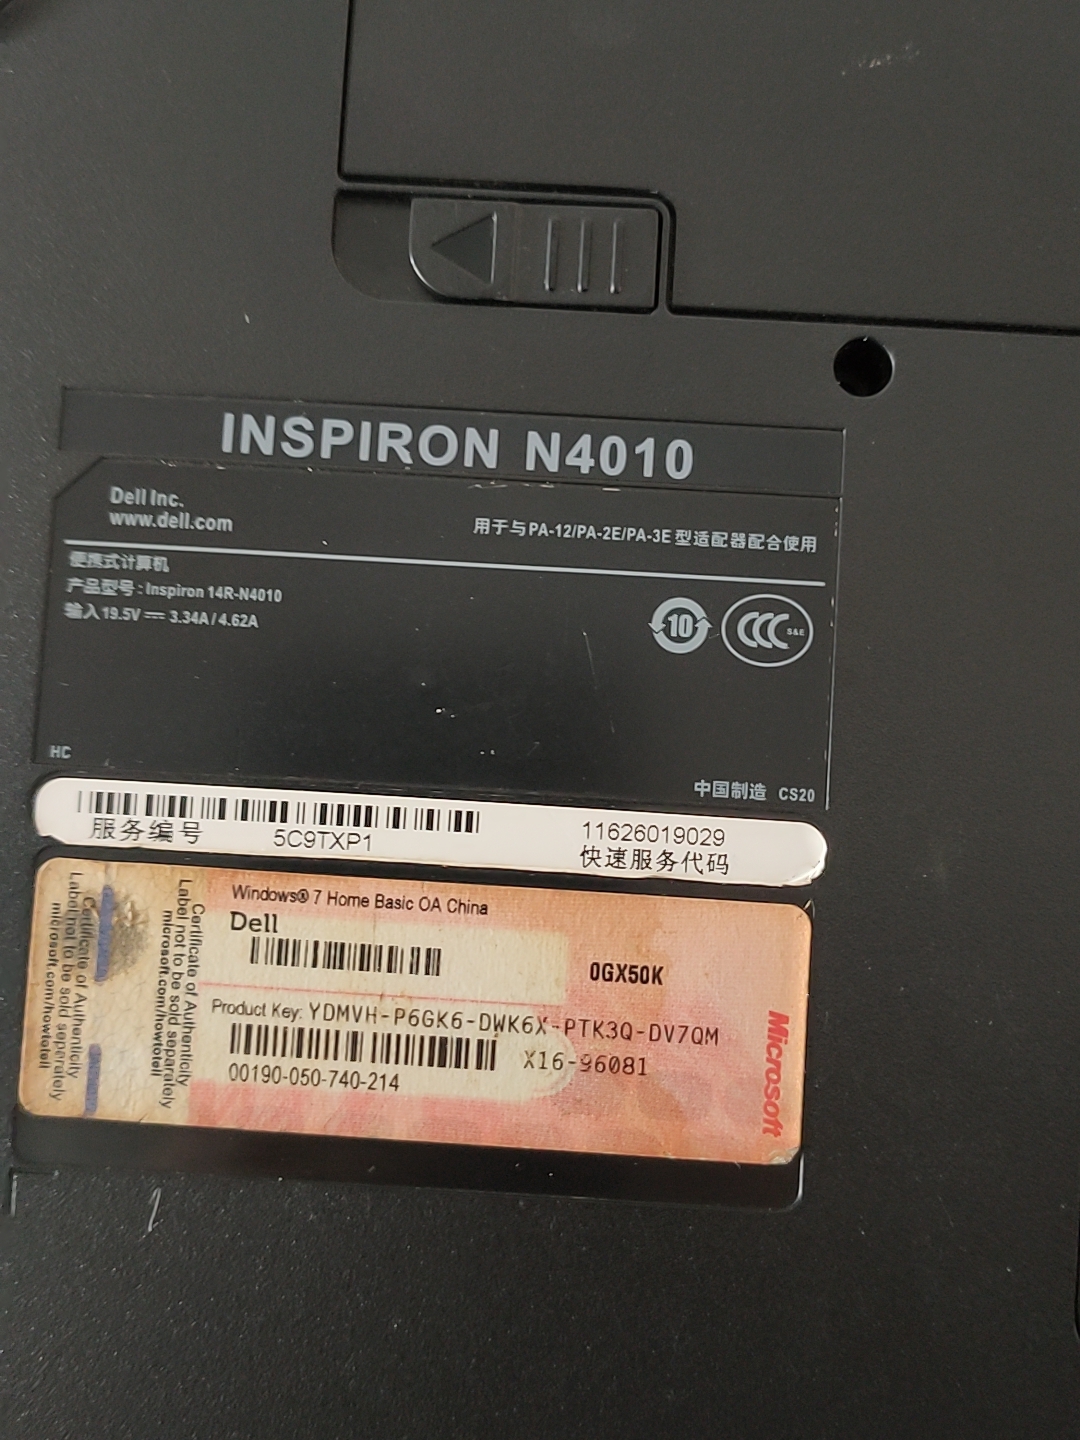 INSPIRON N4010
Dell Inc.
www.dell.com
用于与PA-12/PA-2E/PA-3E 型适配器配合使用
便携式计算机
产品型号：Inspiron 14R-N4010
输入 19.5V ⎓ 3.34A / 4.62A
10
CCC S&E
HC
中国制造 CS20
服务编号 5C9TXP1
11626019029
快速服务代码
Windows® 7 Home Basic OA China
Dell
0GX50K
Product Key: YDMVH-P6GK6-DWK6X-PTK3Q-DV7QM
X16-96081
00190-050-740-214
Microsoft
Certificate of Authenticity
Label not to be sold separately
microsoft.com/howtotell
Certificate of Authenticity
Label not to be sold separately
microsoft.com/howtotell